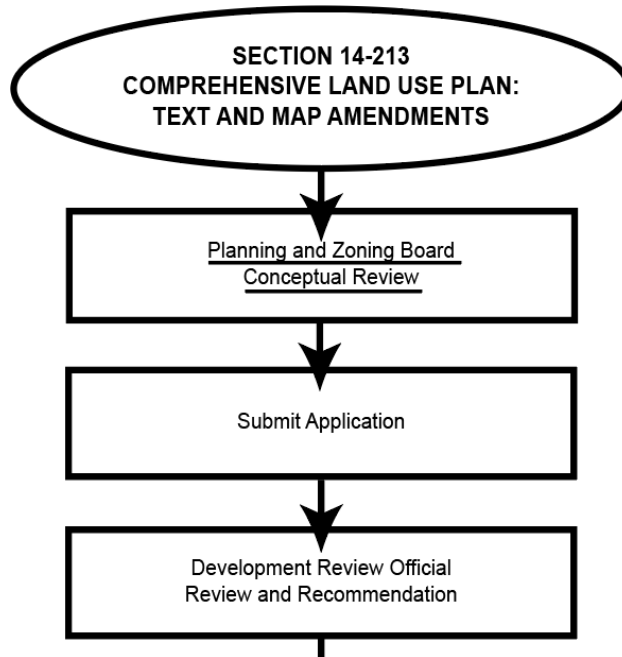 SECTION 14-213
COMPREHENSIVE LAND USE PLAN:
TEXT AND MAP AMENDMENTS
Planning and Zoning Board
Conceptual Review
Submit Application
Development Review Official
Review and Recommendation